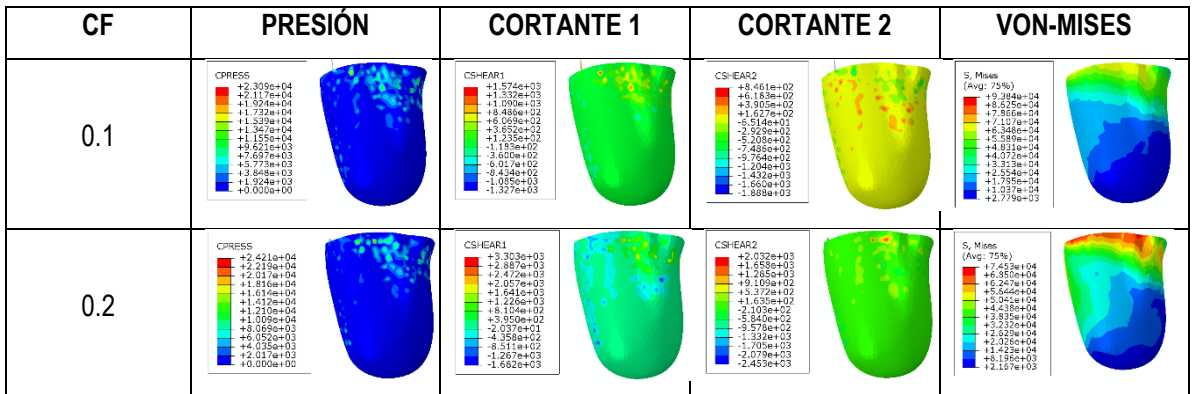 CF
PRESIÓN
CORTANTE 1
CORTANTE 2
VON-MISES
0.1
CPRESS
+2.309e+04
+2.117e+04
+1.924e+04
+1.732e+04
+1.539e+04
+1.347e+04
+1.155e+04
+9.621e+03
+7.697e+03
+5.773e+03
+3.848e+03
+1.924e+03
+0.000e+00
CSHEAR1
+1.574e+03
+1.332e+03
+1.090e+03
+8.486e+02
+6.069e+02
+3.652e+02
+1.235e+02
-1.183e+02
-3.600e+02
-6.017e+02
-8.434e+02
-1.085e+03
-1.327e+03
CSHEAR2
+8.461e+02
+6.183e+02
+3.905e+02
+1.627e+02
-6.514e+01
-2.929e+02
-5.208e+02
-7.486e+02
-9.764e+02
-1.204e+03
-1.432e+03
-1.660e+03
-1.888e+03
S, Mises
(Avg: 75%)
+9.384e+04
+8.625e+04
+7.866e+04
+7.107e+04
+6.348e+04
+5.589e+04
+4.831e+04
+4.072e+04
+3.313e+04
+2.554e+04
+1.795e+04
+1.037e+04
+2.779e+03
0.2
CPRESS
+2.421e+04
+2.219e+04
+2.017e+04
+1.816e+04
+1.614e+04
+1.412e+04
+1.210e+04
+1.009e+04
+8.069e+03
+6.052e+03
+4.035e+03
+2.017e+03
+0.000e+00
CSHEAR1
+3.303e+03
+2.887e+03
+2.472e+03
+2.057e+03
+1.641e+03
+1.226e+03
+8.104e+02
+3.950e+02
-2.037e+01
-4.358e+02
-8.511e+02
-1.267e+03
-1.682e+03
CSHEAR2
+2.032e+03
+1.658e+03
+1.285e+03
+9.109e+02
+5.372e+02
+1.635e+02
-2.103e+02
-5.840e+02
-9.578e+02
-1.332e+03
-1.705e+03
-2.079e+03
-2.453e+03
S, Mises
(Avg: 75%)
+7.453e+04
+6.850e+04
+6.247e+04
+5.644e+04
+5.041e+04
+4.438e+04
+3.835e+04
+3.232e+04
+2.629e+04
+2.026e+04
+1.423e+04
+8.196e+03
+2.167e+03